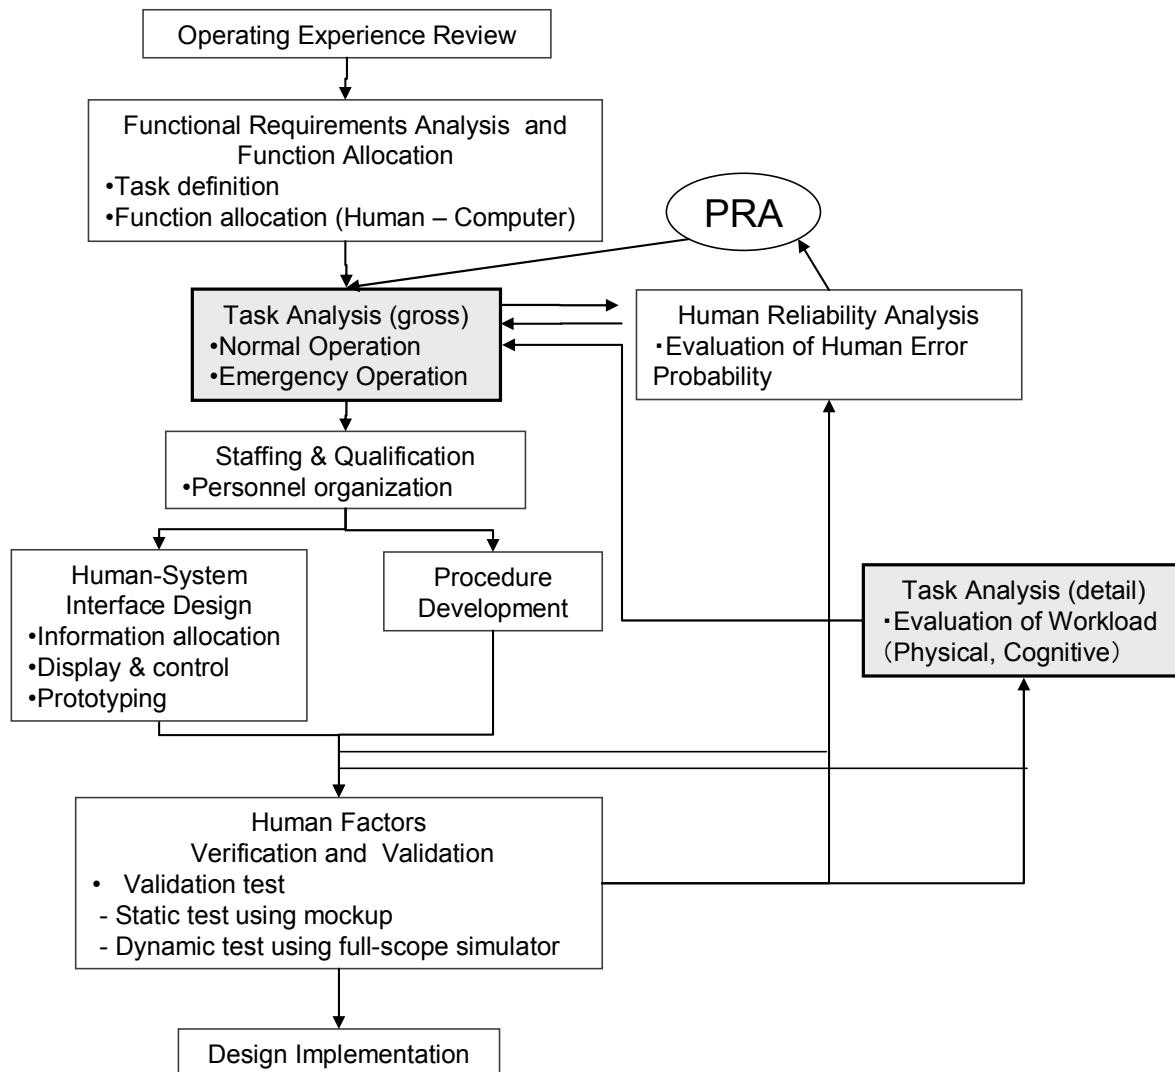 Operating Experience Review
Functional Requirements Analysis and
Function Allocation
•Task definition
•Function allocation (Human – Computer)
PRA
Task Analysis (gross)
•Normal Operation
•Emergency Operation
Human Reliability Analysis
・Evaluation of Human Error
Probability
Staffing & Qualification
•Personnel organization
Human-System
Interface Design
•Information allocation
•Display & control
•Prototyping
Procedure
Development
Task Analysis (detail)
・Evaluation of Workload
（Physical, Cognitive）
Human Factors
Verification and Validation
• Validation test
- Static test using mockup
- Dynamic test using full-scope simulator
Design Implementation